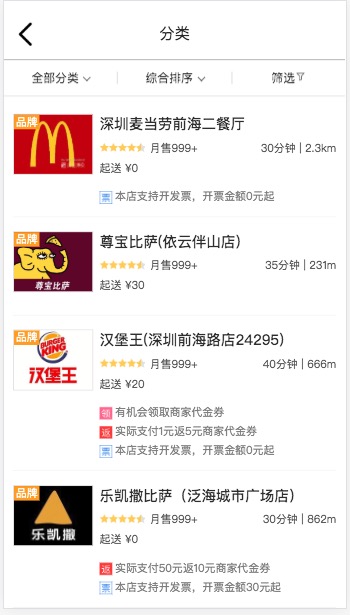 分类
全部分类 综合排序 筛选
品牌
深圳麦当劳前海二餐厅
月售999+ 30分钟 | 2.3km
起送 ¥0
票 本店支持开发票，开票金额0元起
品牌
尊宝比萨
尊宝比萨(依云伴山店)
月售999+ 35分钟 | 231m
起送 ¥30
品牌
BURGER KING
汉堡王
汉堡王(深圳前海路店24295)
月售999+ 40分钟 | 666m
起送 ¥20
领 有机会领取商家代金券
返 实际支付1元返5元商家代金券
票 本店支持开发票，开票金额0元起
品牌
乐凯撒
乐凯撒比萨（泛海城市广场店）
月售999+ 30分钟 | 862m
起送 ¥0
返 实际支付50元返10元商家代金券
票 本店支持开发票，开票金额30元起